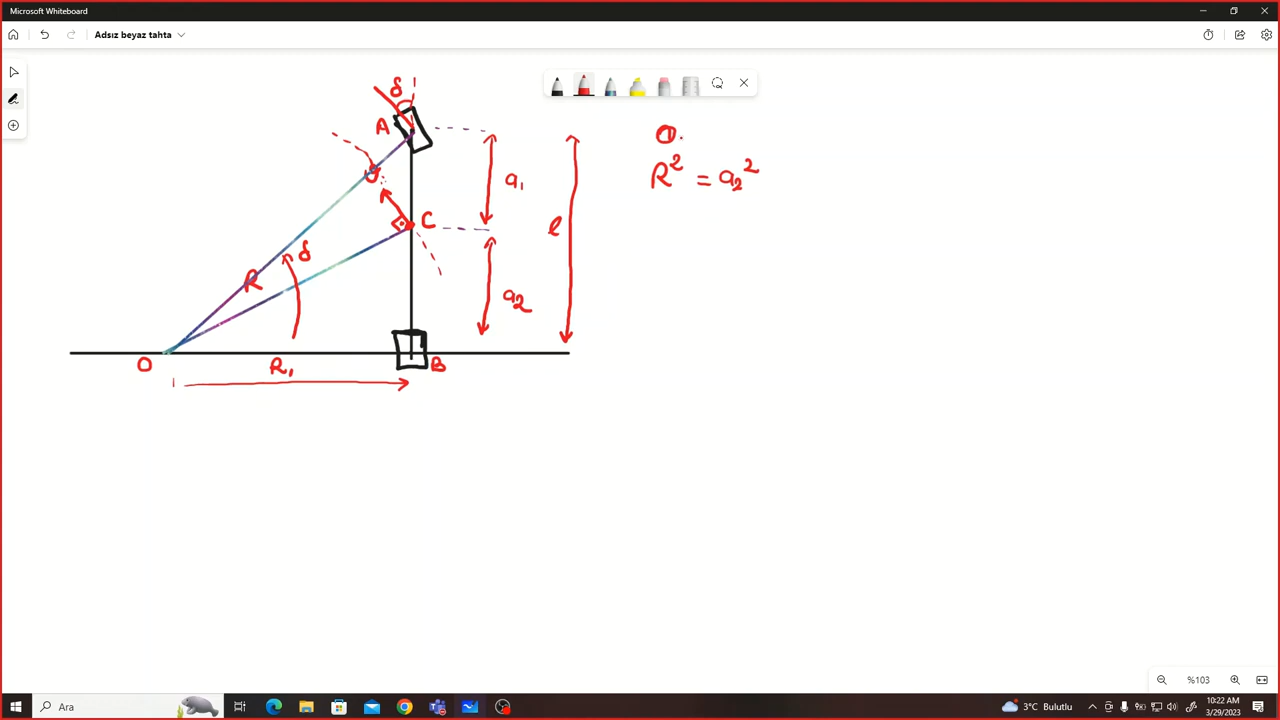 Microsoft Whiteboard
Adsız beyaz tahta
δ
A
a₁
C
l
δ
R
a₂
O
R₁
B
①.
R² = a₂²
%103
Ara
3°C Bulutlu
10:22 AM
3/29/2023